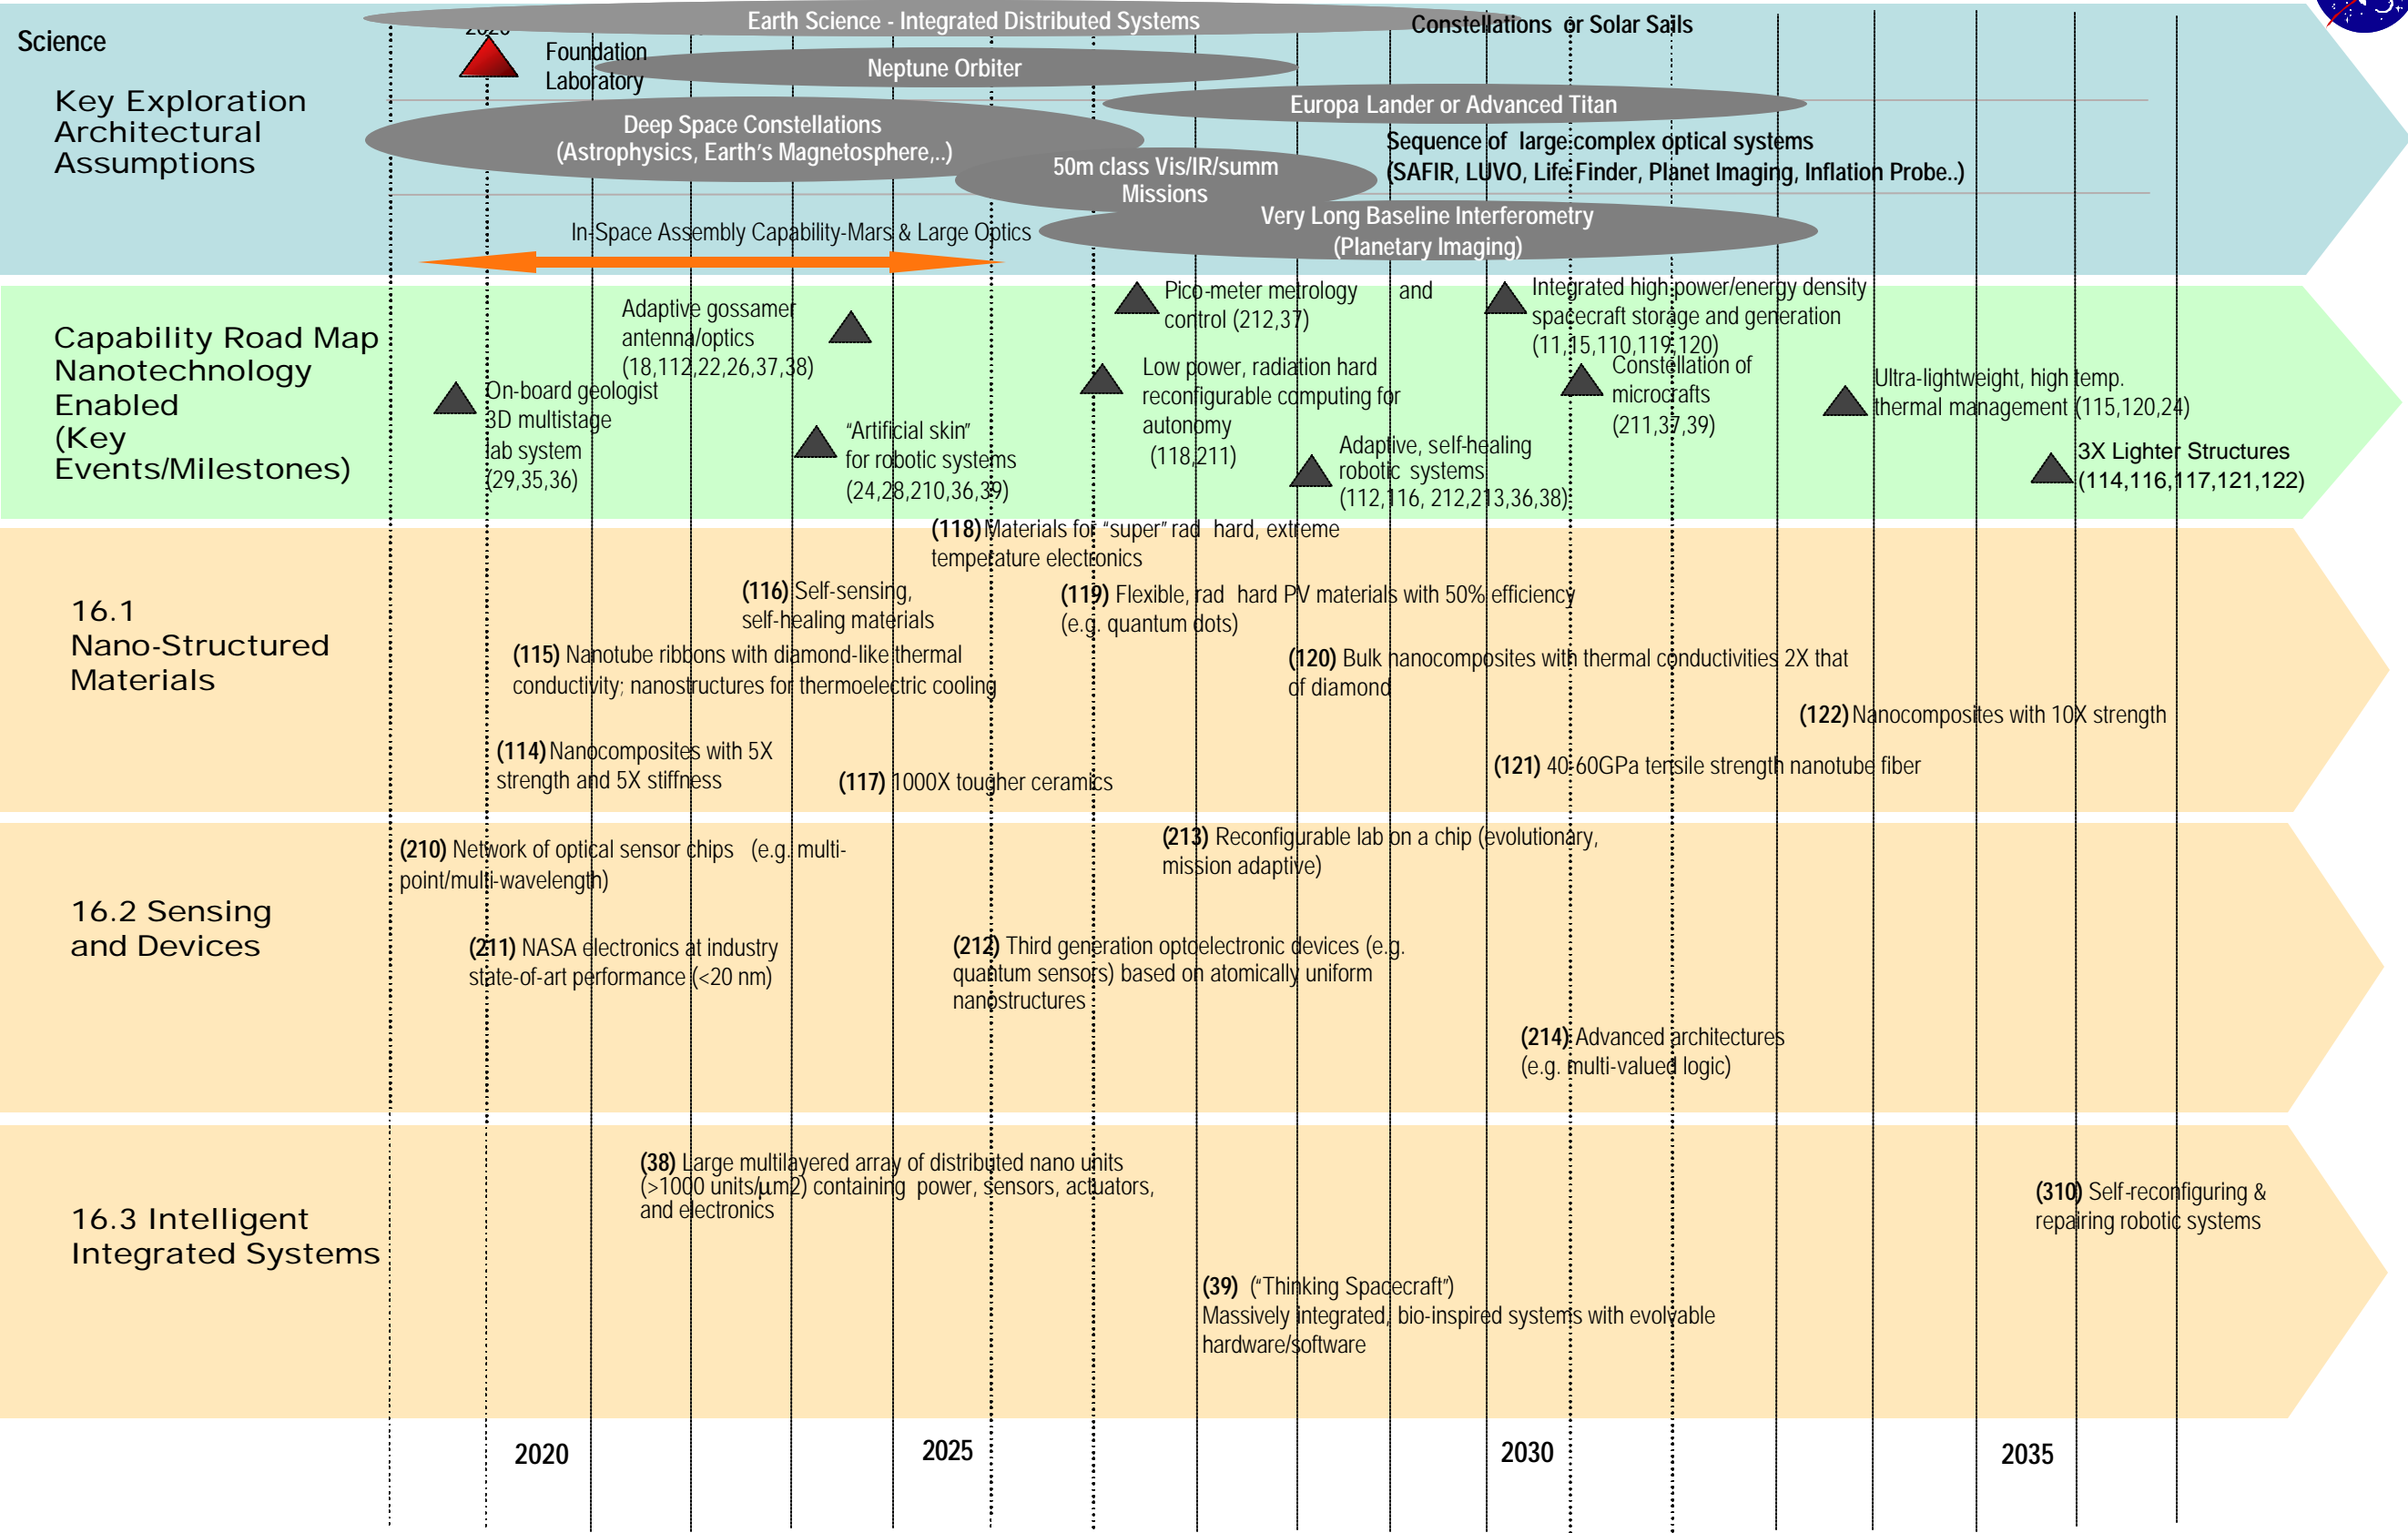 Science
Earth Science - Integrated Distributed Systems
Constellations or Solar Sails
2020
Foundation
Laboratory
Neptune Orbiter
Key Exploration
Architectural
Assumptions
Europa Lander or Advanced Titan
Deep Space Constellations
(Astrophysics, Earth's Magnetosphere,..)
Sequence of large complex optical systems
(SAFIR, LUVO, Life Finder, Planet Imaging, Inflation Probe..)
50m class Vis/IR/summ
Missions
Very Long Baseline Interferometry
(Planetary Imaging)
In-Space Assembly Capability-Mars & Large Optics
Capability Road Map
Nanotechnology
Enabled
(Key
Events/Milestones)
On-board geologist
3D multistage
lab system
(29,35,36)
Adaptive gossamer
antenna/optics
(18,112,22,26,37,38)
"Artificial skin"
for robotic systems
(24,28,210,36,39)
Pico-meter metrology and
control (212,37)
Low power, radiation hard
reconfigurable computing for
autonomy
(118,211)
Adaptive, self-healing
robotic systems
(112,116, 212,213,36,38)
Integrated high power/energy density
spacecraft storage and generation
(11,15,110,119,120)
Constellation of
microcrafts
(211,37,39)
Ultra-lightweight, high temp.
thermal management (115,120,24)
3X Lighter Structures
(114,116,117,121,122)
16.1
Nano-Structured
Materials
(118) Materials for "super" rad hard, extreme
temperature electronics
(116) Self-sensing,
self-healing materials
(119) Flexible, rad hard PV materials with 50% efficiency
(e.g. quantum dots)
(115) Nanotube ribbons with diamond-like thermal
conductivity; nanostructures for thermoelectric cooling
(120) Bulk nanocomposites with thermal conductivities 2X that
of diamond
(122) Nanocomposites with 10X strength
(114) Nanocomposites with 5X
strength and 5X stiffness
(117) 1000X tougher ceramics
(121) 40-60GPa tensile strength nanotube fiber
16.2 Sensing
and Devices
(210) Network of optical sensor chips (e.g. multi-
point/multi-wavelength)
(213) Reconfigurable lab on a chip (evolutionary,
mission adaptive)
(211) NASA electronics at industry
state-of-art performance (<20 nm)
(212) Third generation optoelectronic devices (e.g.
quantum sensors) based on atomically uniform
nanostructures
(214) Advanced architectures
(e.g. multi-valued logic)
16.3 Intelligent
Integrated Systems
(38) Large multilayered array of distributed nano units
(>1000 units/μm2) containing power, sensors, actuators,
and electronics
(310) Self-reconfiguring &
repairing robotic systems
(39) ("Thinking Spacecraft")
Massively integrated, bio-inspired systems with evolvable
hardware/software
2020
2025
2030
2035